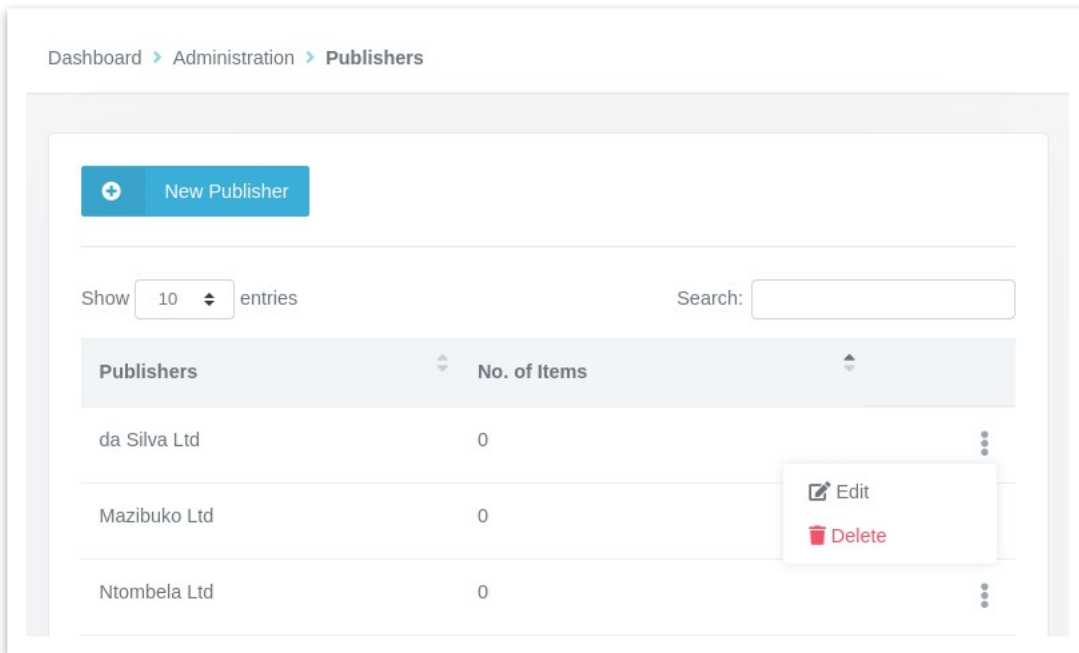 Dashboard > Administration > Publishers
New Publisher
Show 10 entries Search:
Publishers No. of Items
da Silva Ltd 0
Edit
Mazibuko Ltd 0
Delete
Ntombela Ltd 0